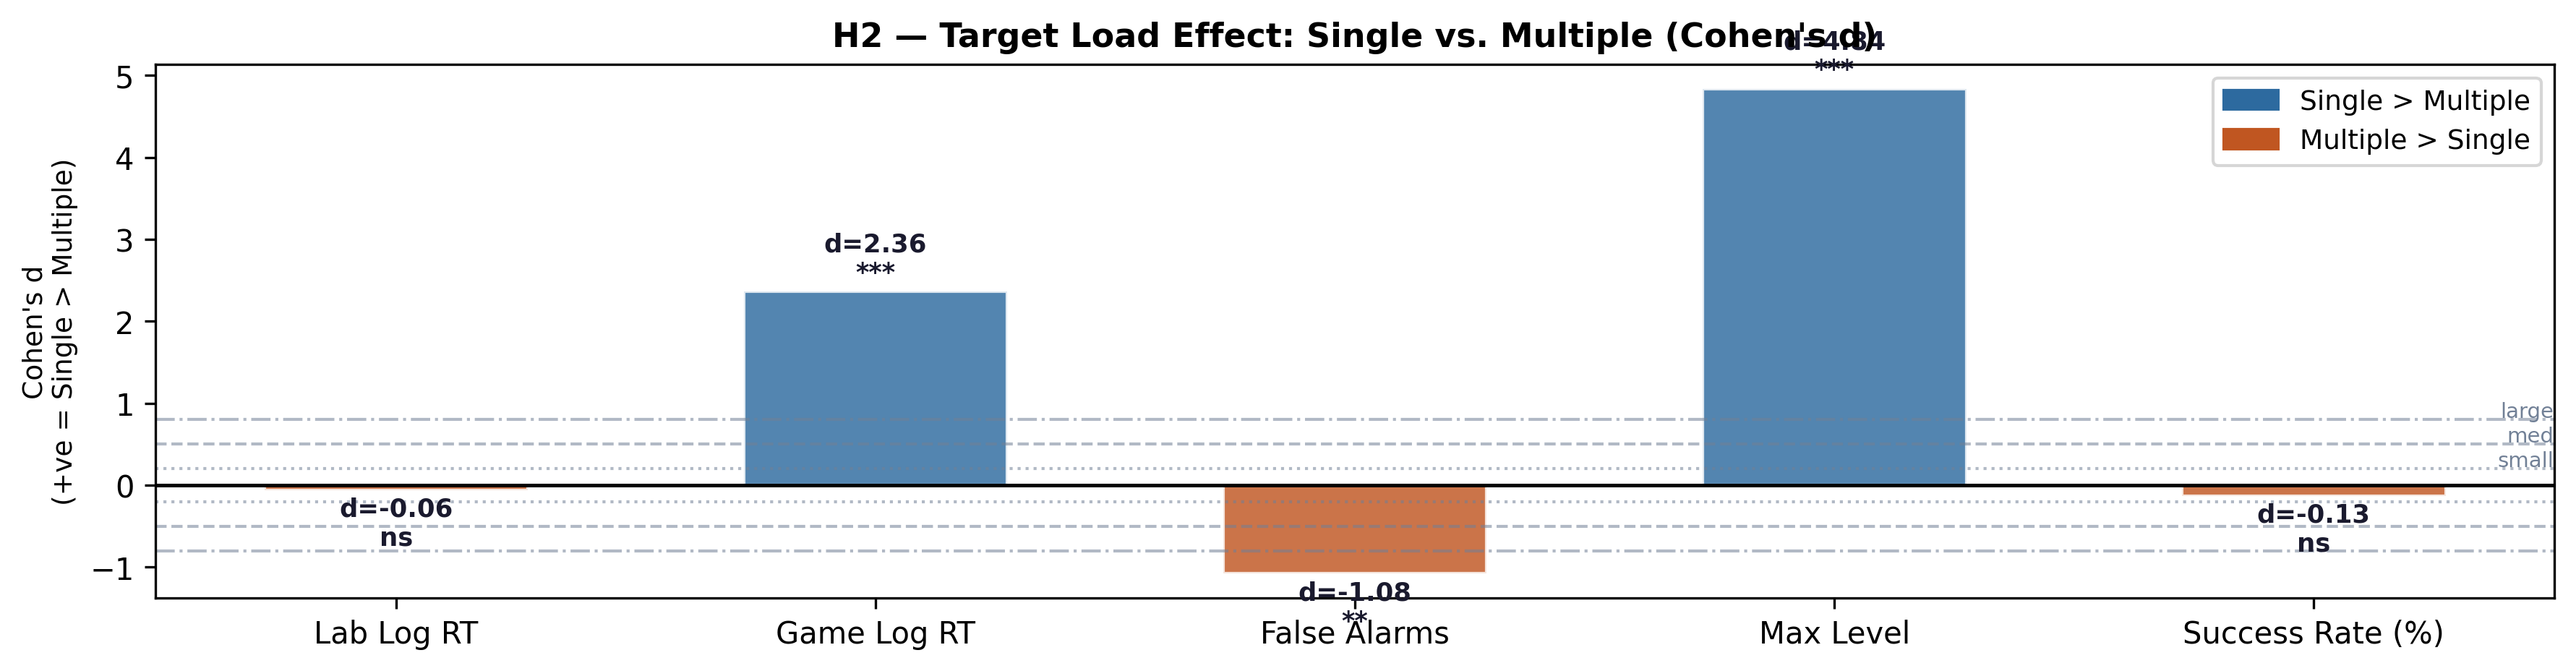 H2 — Target Load Effect: Single vs. Multiple (Cohen's d)
d=4.84
***
Cohen's d
(+ve = Single > Multiple)
5
4
3
2
1
0
−1
Single > Multiple
Multiple > Single
d=2.36
***
large
med
small
d=-0.06
ns
d=-1.08
**
d=-0.13
ns
Lab Log RT
Game Log RT
False Alarms
Max Level
Success Rate (%)